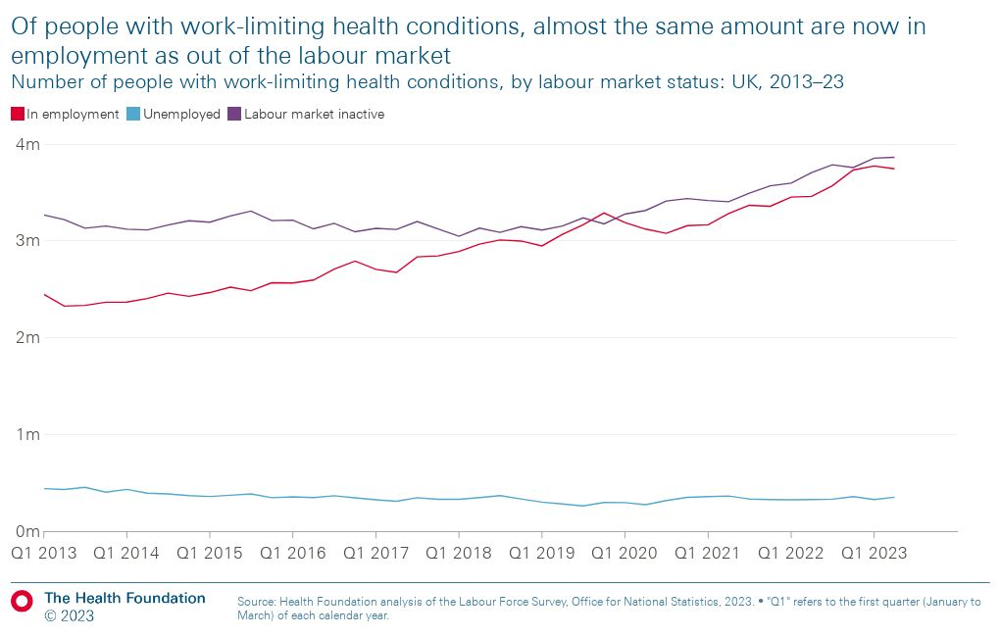 Of people with work-limiting health conditions, almost the same amount are now in
employment as out of the labour market
Number of people with work-limiting health conditions, by labour market status: UK, 2013–23
In employment Unemployed Labour market inactive
4m
3m
2m
1m
0m
Q1 2013 Q1 2014 Q1 2015 Q1 2016 Q1 2017 Q1 2018 Q1 2019 Q1 2020 Q1 2021 Q1 2022 Q1 2023
The Health Foundation
© 2023
Source: Health Foundation analysis of the Labour Force Survey, Office for National Statistics, 2023. • "Q1" refers to the first quarter (January to
March) of each calendar year.